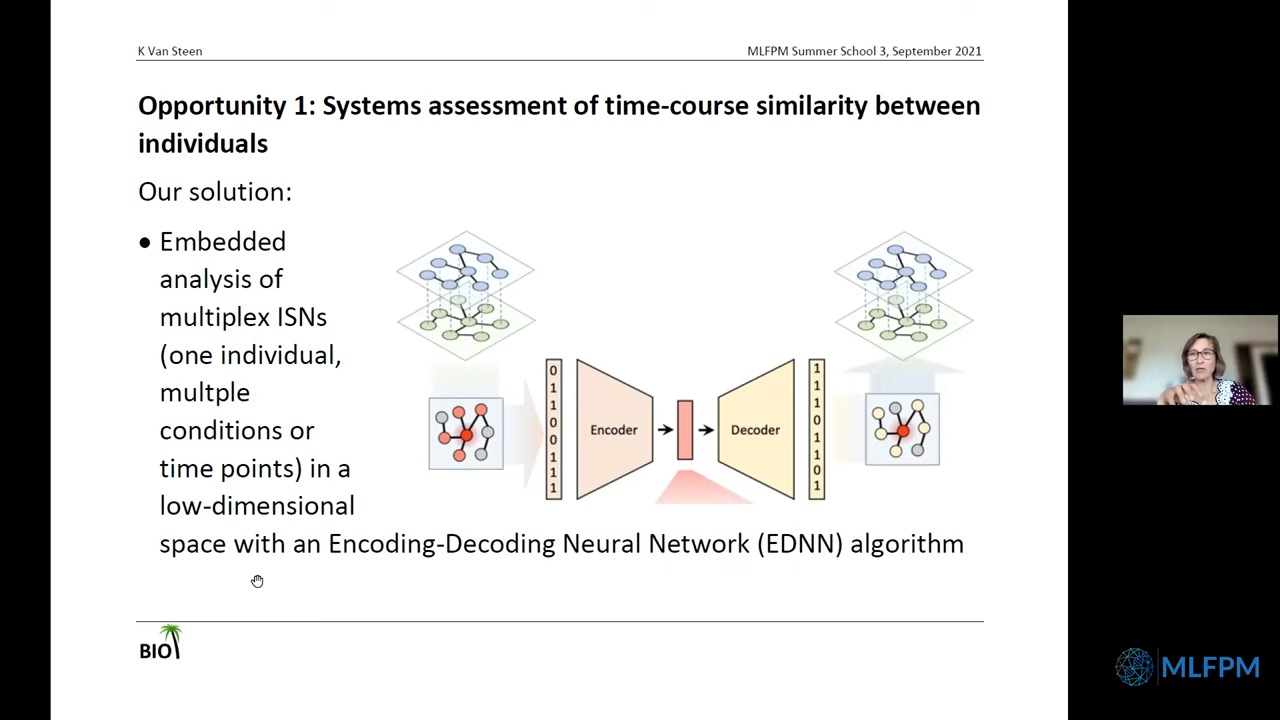 K Van Steen
MLFPM Summer School 3, September 2021
Opportunity 1: Systems assessment of time-course similarity between
individuals
Our solution:
• Embedded
analysis of
multiplex ISNs
(one individual,
multple
conditions or
time points) in a
low-dimensional
space with an Encoding-Decoding Neural Network (EDNN) algorithm
0
1
1
0
0
1
1
1
Encoder
Decoder
1
1
1
0
1
1
0
1
BIO
MLFPM